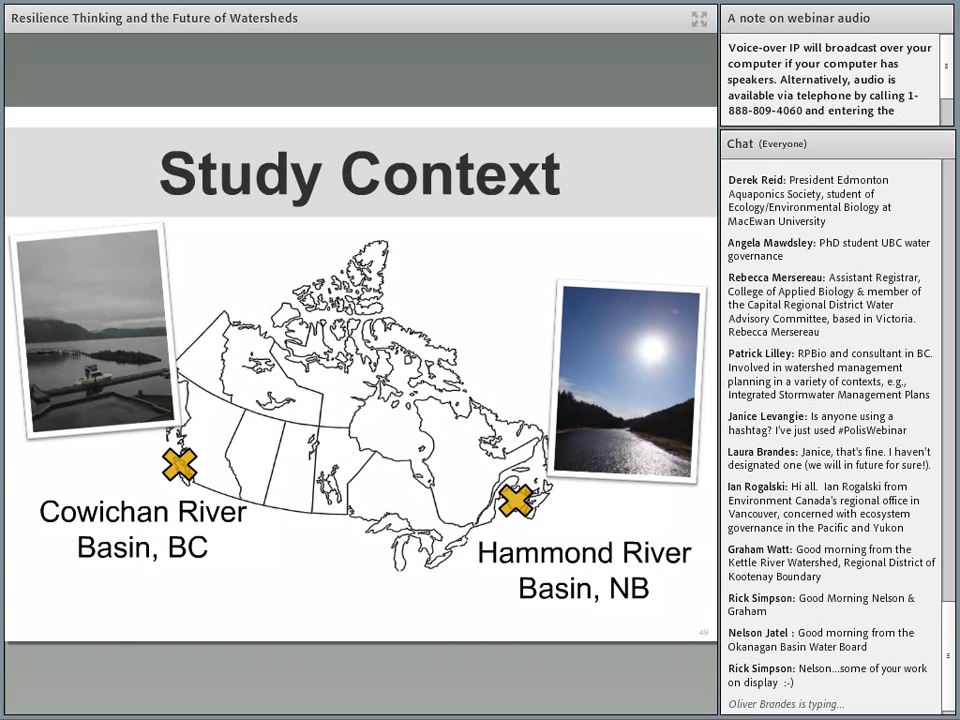 Resilience Thinking and the Future of Watersheds
Study Context
Cowichan River
Basin, BC
Hammond River
Basin, NB
49
A note on webinar audio
Voice-over IP will broadcast over your
computer if your computer has
speakers. Alternatively, audio is
available via telephone by calling 1-
888-809-4060 and entering the
Chat (Everyone)
Derek Reid: President Edmonton
Aquaponics Society, student of
Ecology/Environmental Biology at
MacEwan University
Angela Mawdsley: PhD student UBC water
governance
Rebecca Mersereau: Assistant Registrar,
College of Applied Biology & member of
the Capital Regional District Water
Advisory Committee, based in Victoria.
Rebecca Mersereau
Patrick Lilley: RPBio and consultant in BC.
Involved in watershed management
planning in a variety of contexts, e.g.,
Integrated Stormwater Management Plans
Janice Levangie: Is anyone using a
hashtag? I've just used #PolisWebinar
Laura Brandes: Janice, that's fine. I haven't
designated one (we will in future for sure!).
Ian Rogalski: Hi all.  Ian Rogalski from
Environment Canada's regional office in
Vancouver, concerned with ecosystem
governance in the Pacific and Yukon
Graham Watt: Good morning from the
Kettle River Watershed, Regional District of
Kootenay Boundary
Rick Simpson: Good Morning Nelson &
Graham
Nelson Jatel : Good morning from the
Okanagan Basin Water Board
Rick Simpson: Nelson...some of your work
on display  :-)
Oliver Brandes is typing...